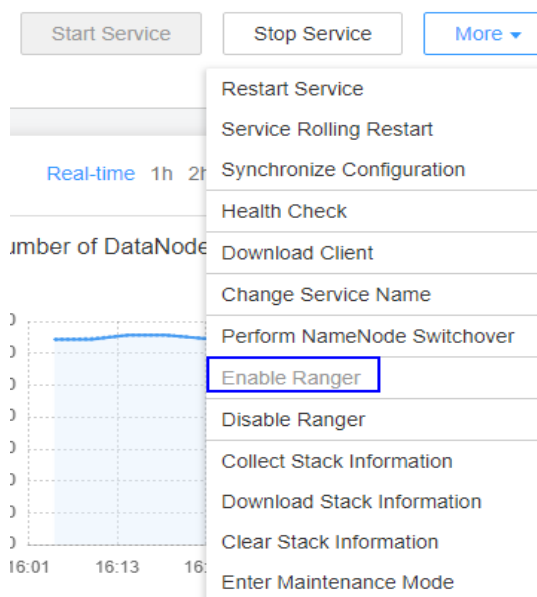 Start Service Stop Service More
Restart Service
Service Rolling Restart
Real-time 1h 2h Synchronize Configuration
Health Check
umber of DataNode Download Client
Change Service Name
Perform NameNode Switchover
Enable Ranger
Disable Ranger
Collect Stack Information
Download Stack Information
Clear Stack Information
16:01 16:13 16: Enter Maintenance Mode